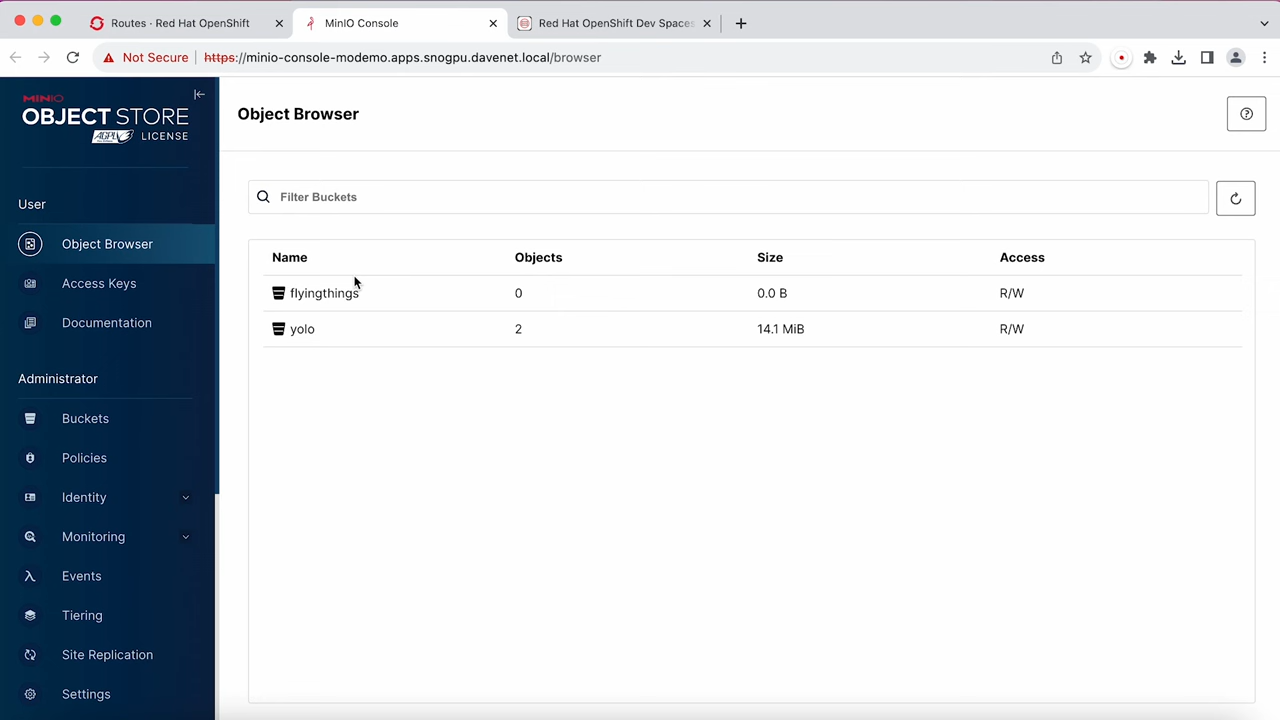 Routes · Red Hat OpenShift
MinIO Console
Red Hat OpenShift Dev Spaces
Not Secure
https://minio-console-modemo.apps.snogpu.davenet.local/browser
MINIO
OBJECT STORE
AGPLv3 LICENSE
User
Object Browser
Access Keys
Documentation
Administrator
Buckets
Policies
Identity
Monitoring
Events
Tiering
Site Replication
Settings
Object Browser
Filter Buckets
Name Objects Size Access
flyingthings 0 0.0 B R/W
yolo 2 14.1 MiB R/W